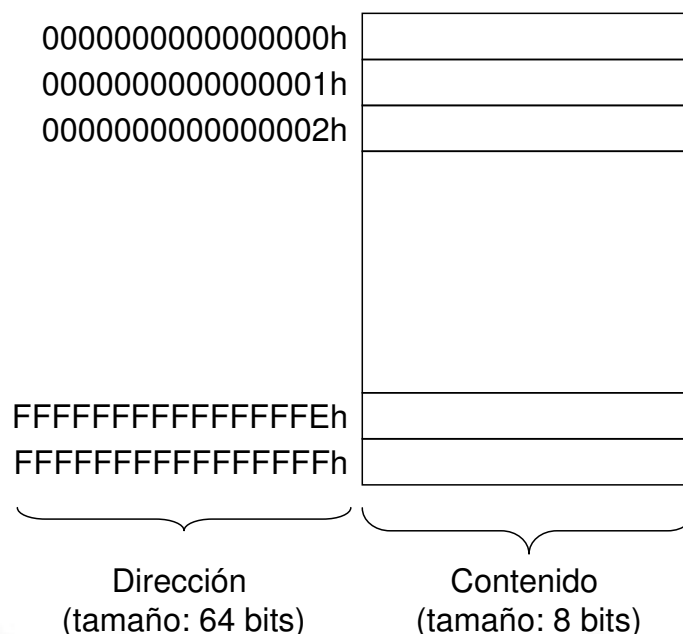 0000000000000000h
0000000000000001h
0000000000000002h
FFFFFFFFFFFFFFFEh
FFFFFFFFFFFFFFFFh
Dirección
(tamaño: 64 bits)
Contenido
(tamaño: 8 bits)